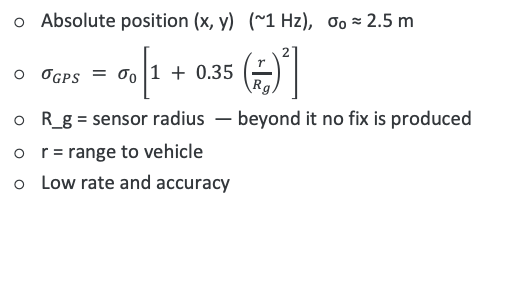 o Absolute position (x, y) (~1 Hz), σ₀ ≈ 2.5 m
o σ_GPS = σ₀ [1 + 0.35 (r/R_g)²]
o R_g = sensor radius — beyond it no fix is produced
o r = range to vehicle
o Low rate and accuracy